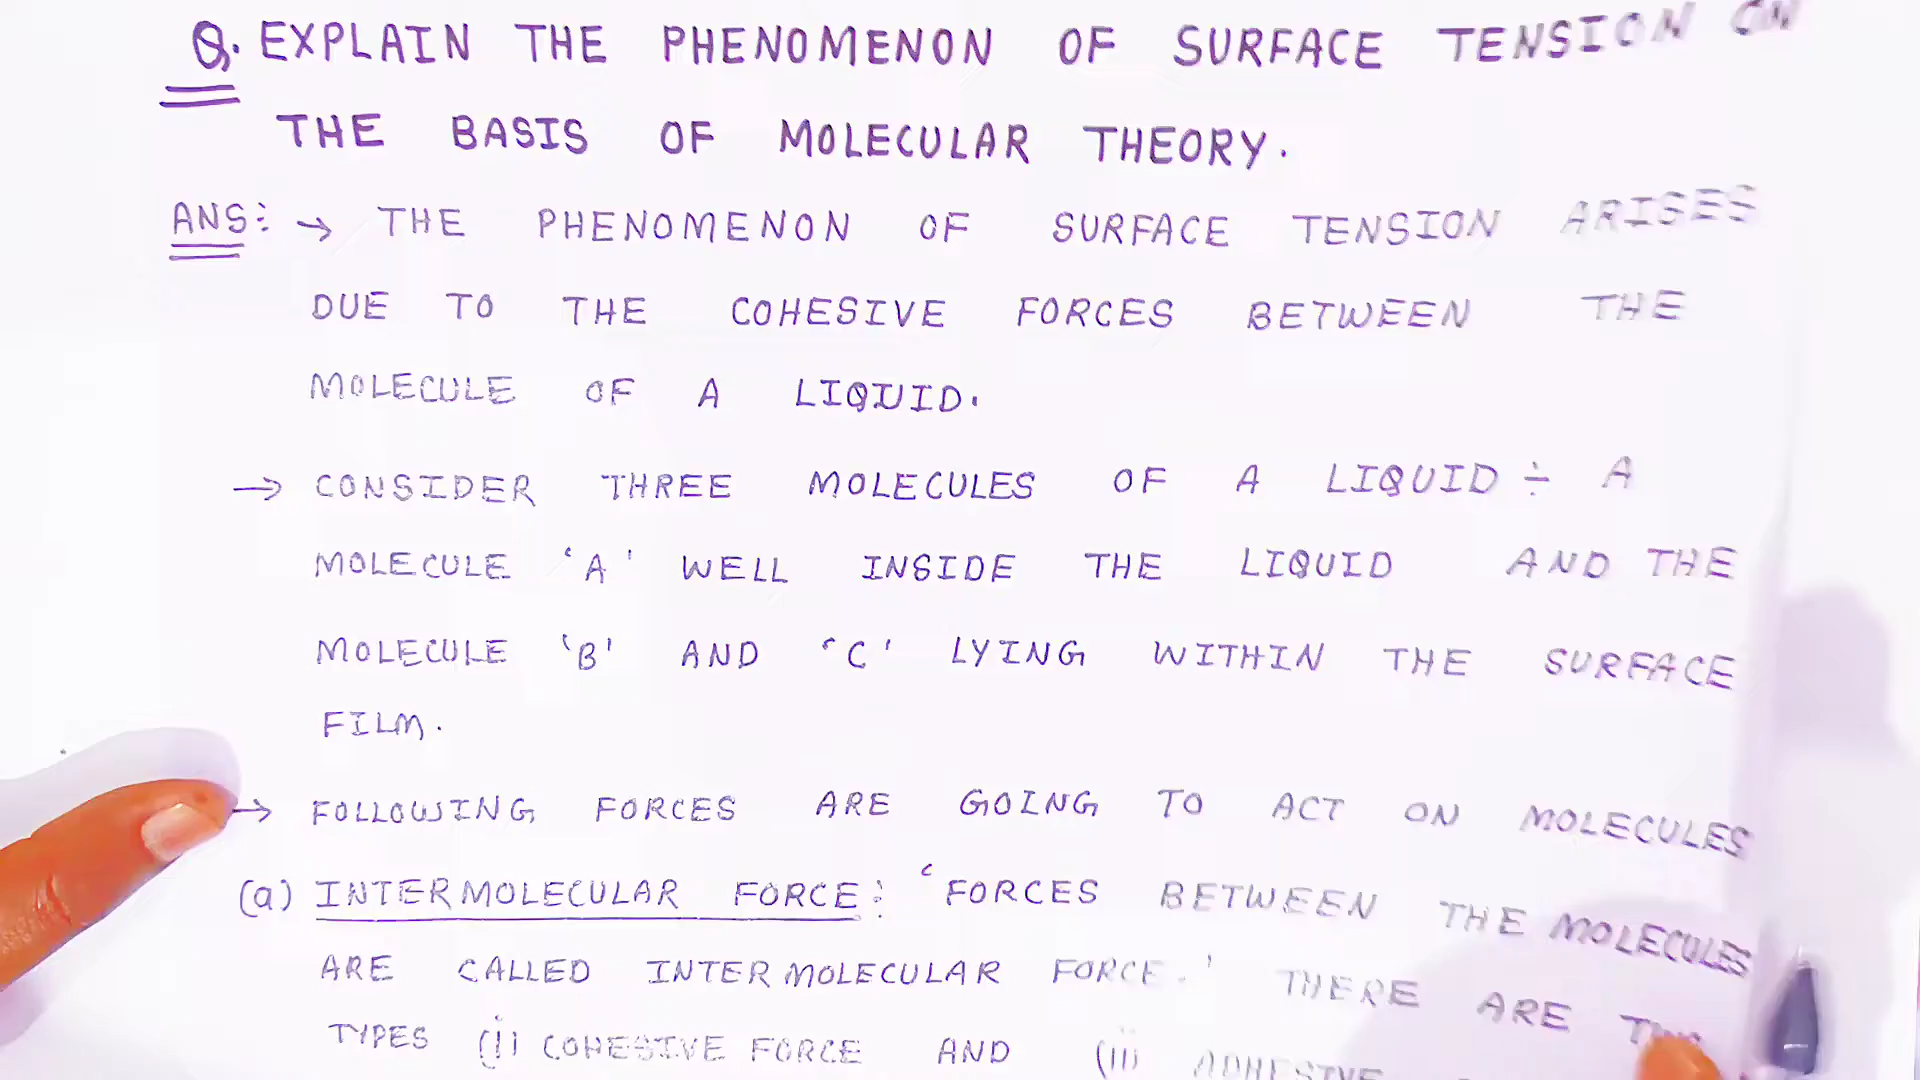 Q. EXPLAIN THE PHENOMENON OF SURFACE TENSION ON
THE BASIS OF MOLECULAR THEORY.
ANS: → THE PHENOMENON OF SURFACE TENSION ARISES
DUE TO THE COHESIVE FORCES BETWEEN THE
MOLECULE OF A LIQUID.
→ CONSIDER THREE MOLECULES OF A LIQUID ÷ A
MOLECULE 'A' WELL INSIDE THE LIQUID AND THE
MOLECULE 'B' AND 'C' LYING WITHIN THE SURFACE
FILM.
→ FOLLOWING FORCES ARE GOING TO ACT ON MOLECULES
(a) INTERMOLECULAR FORCE: 'FORCES BETWEEN THE MOLECULES
ARE CALLED INTERMOLECULAR FORCE.' THERE ARE TWO
TYPES (i) COHESIVE FORCE AND (ii) ADHESIVE